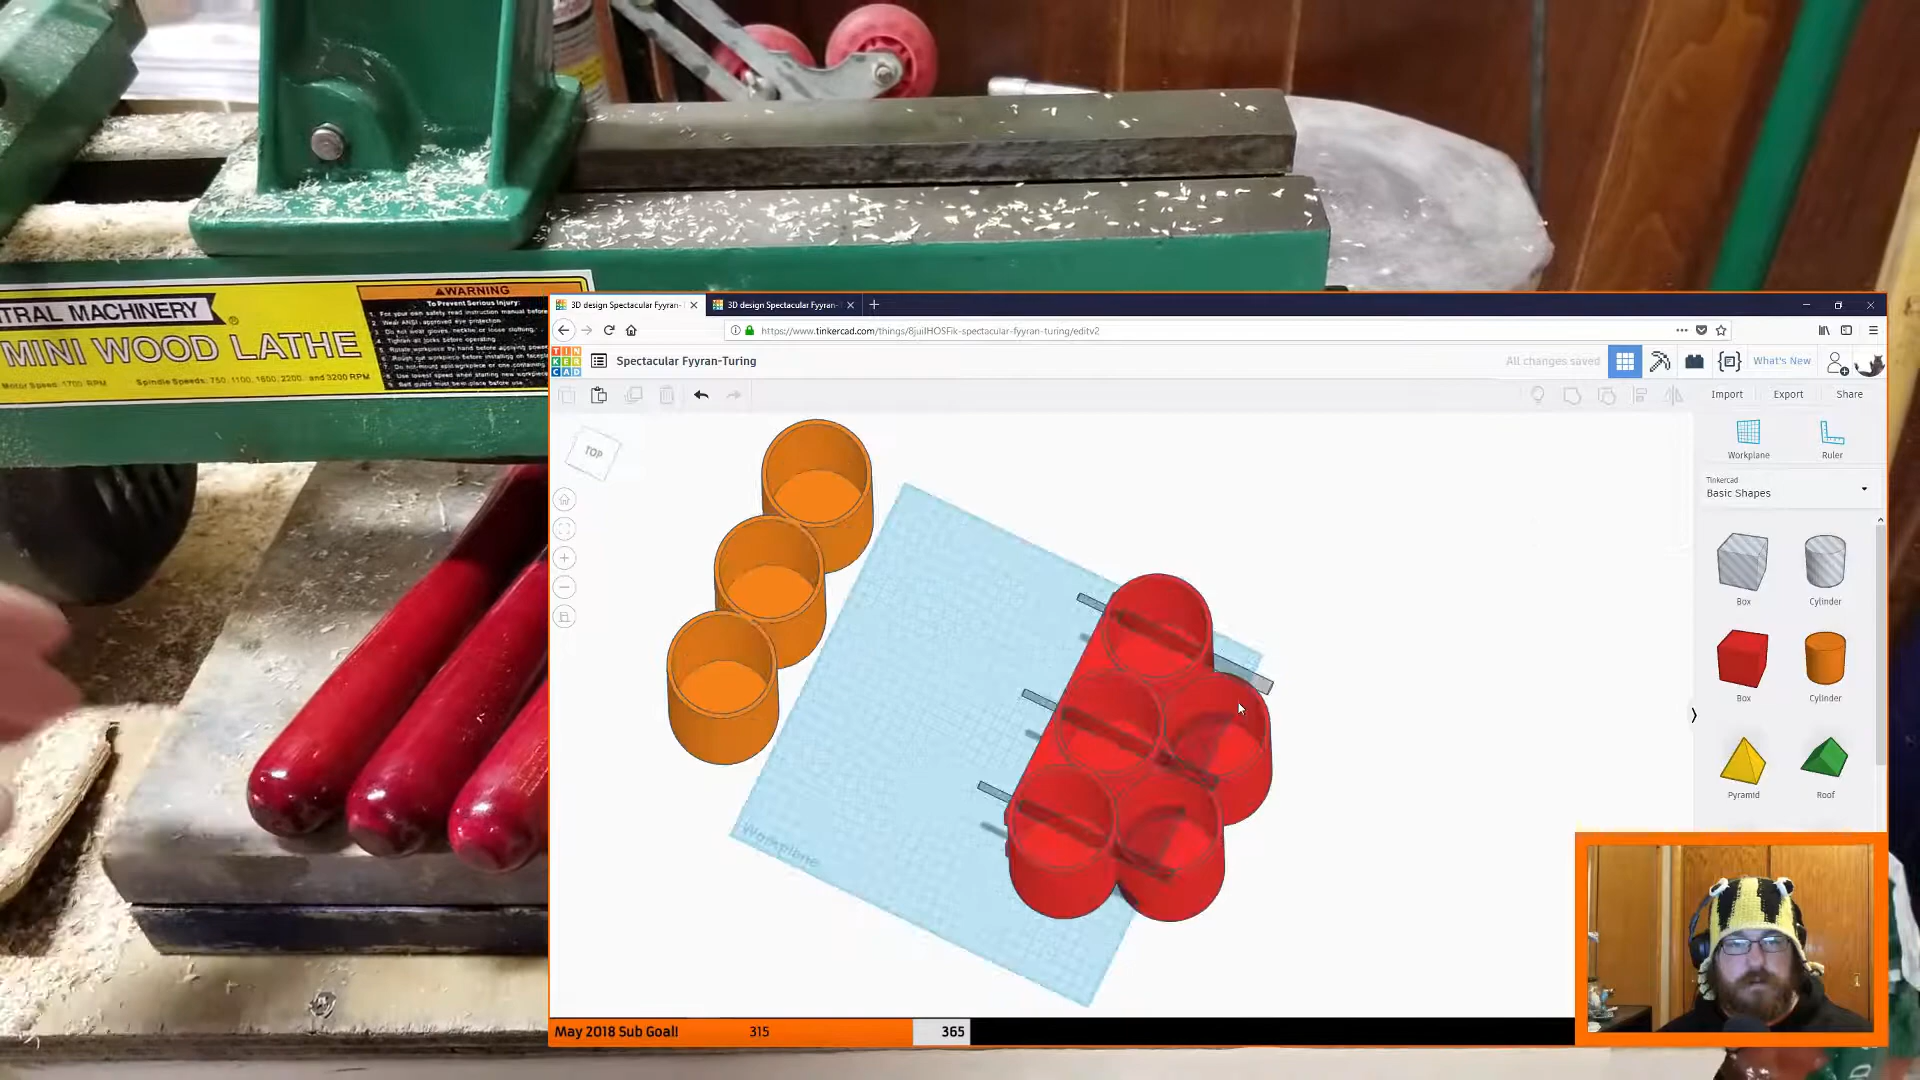 TRAL MACHINERY
®
MINI WOOD LATHE
Motor Speed: 1700 RPM Spindle Speeds: 750, 1100, 1600, 2200, and 3200 RPM
WARNING
To Prevent Serious Injury:
3D design Spectacular Fyyran-
3D design Spectacular Fyyran-
https://www.tinkercad.com/things/8juilHOSFik-spectacular-fyyran-turing/editv2
TIN
KER
CAD
Spectacular Fyyran-Turing
All changes saved
What's New
Import
Export
Share
TOP
Workplane
Ruler
Tinkercad
Basic Shapes
Box
Cylinder
Box
Cylinder
Pyramid
Roof
Workplane
May 2018 Sub Goal! 315 365